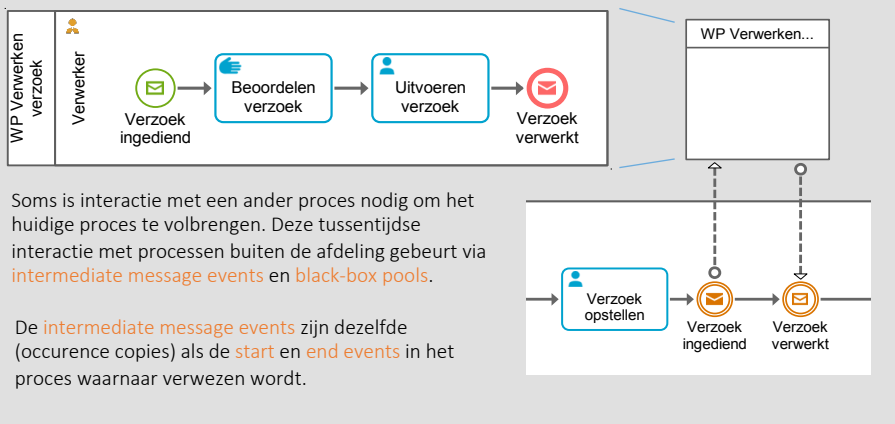 WP Verwerken
verzoek
Verwerker
Verzoek
ingediend
Beoordelen
verzoek
Uitvoeren
verzoek
Verzoek
verwerkt
WP Verwerken...
Soms is interactie met een ander proces nodig om het
huidige proces te volbrengen. Deze tussentijdse
interactie met processen buiten de afdeling gebeurt via
intermediate message events en black-box pools.
De intermediate message events zijn dezelfde
(occurence copies) als de start en end events in het
proces waarnaar verwezen wordt.
Verzoek
opstellen
Verzoek
ingediend
Verzoek
verwerkt